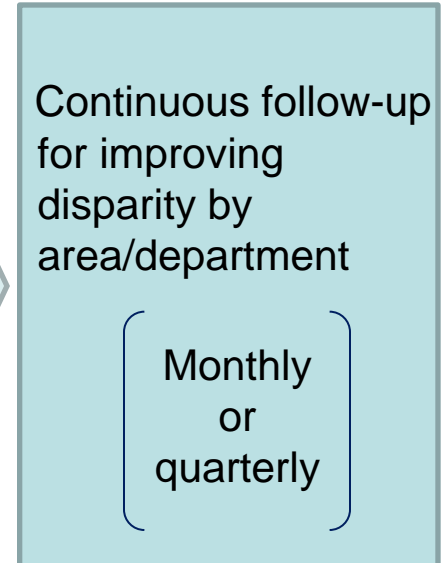 Continuous follow-up
for improving
disparity by
area/department
Monthly
or
quarterly